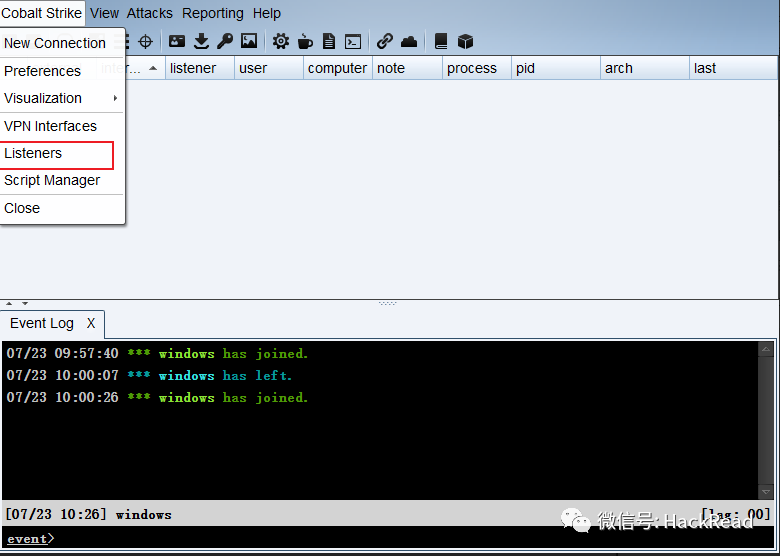 Cobalt Strike View Attacks Reporting Help
New Connection
Preferences
Visualization
VPN Interfaces
Listeners
Script Manager
Close
inter... listener user computer note process pid arch last
Event Log X
07/23 09:57:40 *** windows has joined.
07/23 10:00:07 *** windows has left.
07/23 10:00:26 *** windows has joined.
[07/23 10:26] windows [lag: 00]
微信号: HackRead
event>